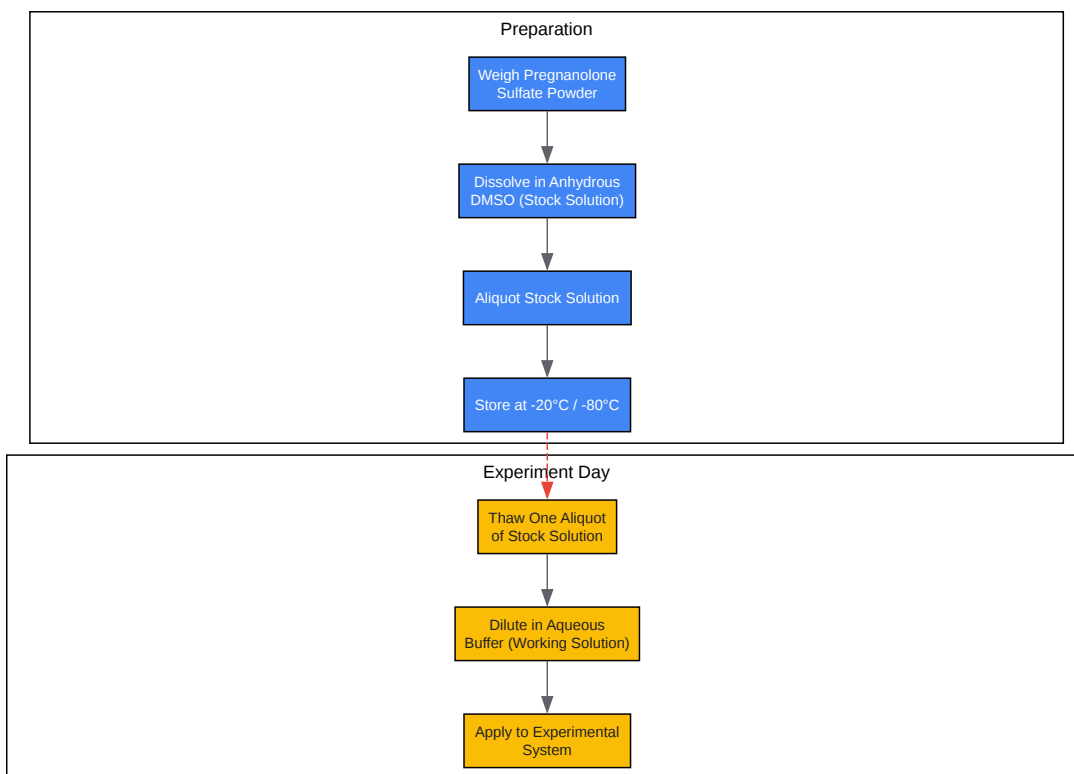 Preparation
Weigh Pregnanolone
Sulfate Powder
Dissolve in Anhydrous
DMSO (Stock Solution)
Aliquot Stock Solution
Store at -20°C / -80°C
Experiment Day
Thaw One Aliquot
of Stock Solution
Dilute in Aqueous
Buffer (Working Solution)
Apply to Experimental
System